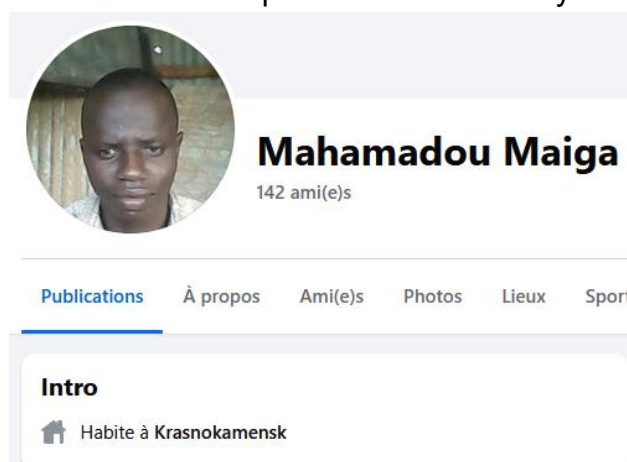 Mahamadou Maiga
142 ami(e)s
Publications À propos Ami(e)s Photos Lieux Sport
Intro
Habite à Krasnokamensk